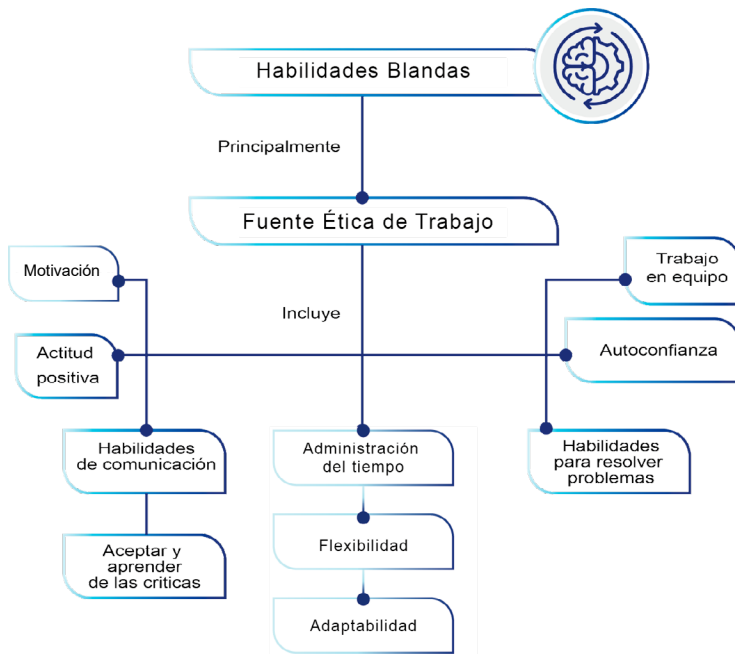 Habilidades Blandas
Principalmente
Fuente Ética de Trabajo
Motivación
Incluye
Trabajo
en equipo
Actitud
positiva
Autoconfianza
Habilidades
de comunicación
Administración
del tiempo
Habilidades
para resolver
problemas
Aceptar y
aprender
de las criticas
Flexibilidad
Adaptabilidad